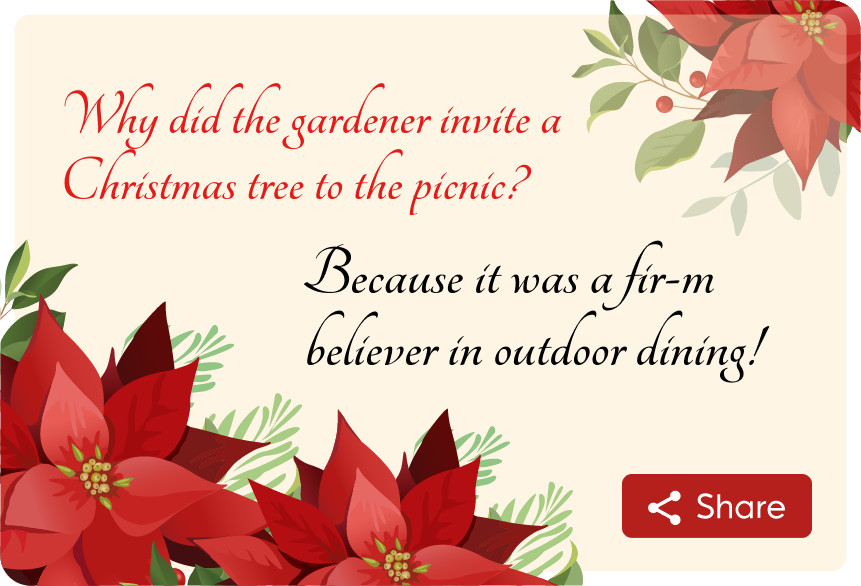 Why did the gardener invite a
Christmas tree to the picnic?
Because it was a fir-m
believer in outdoor dining!
Share